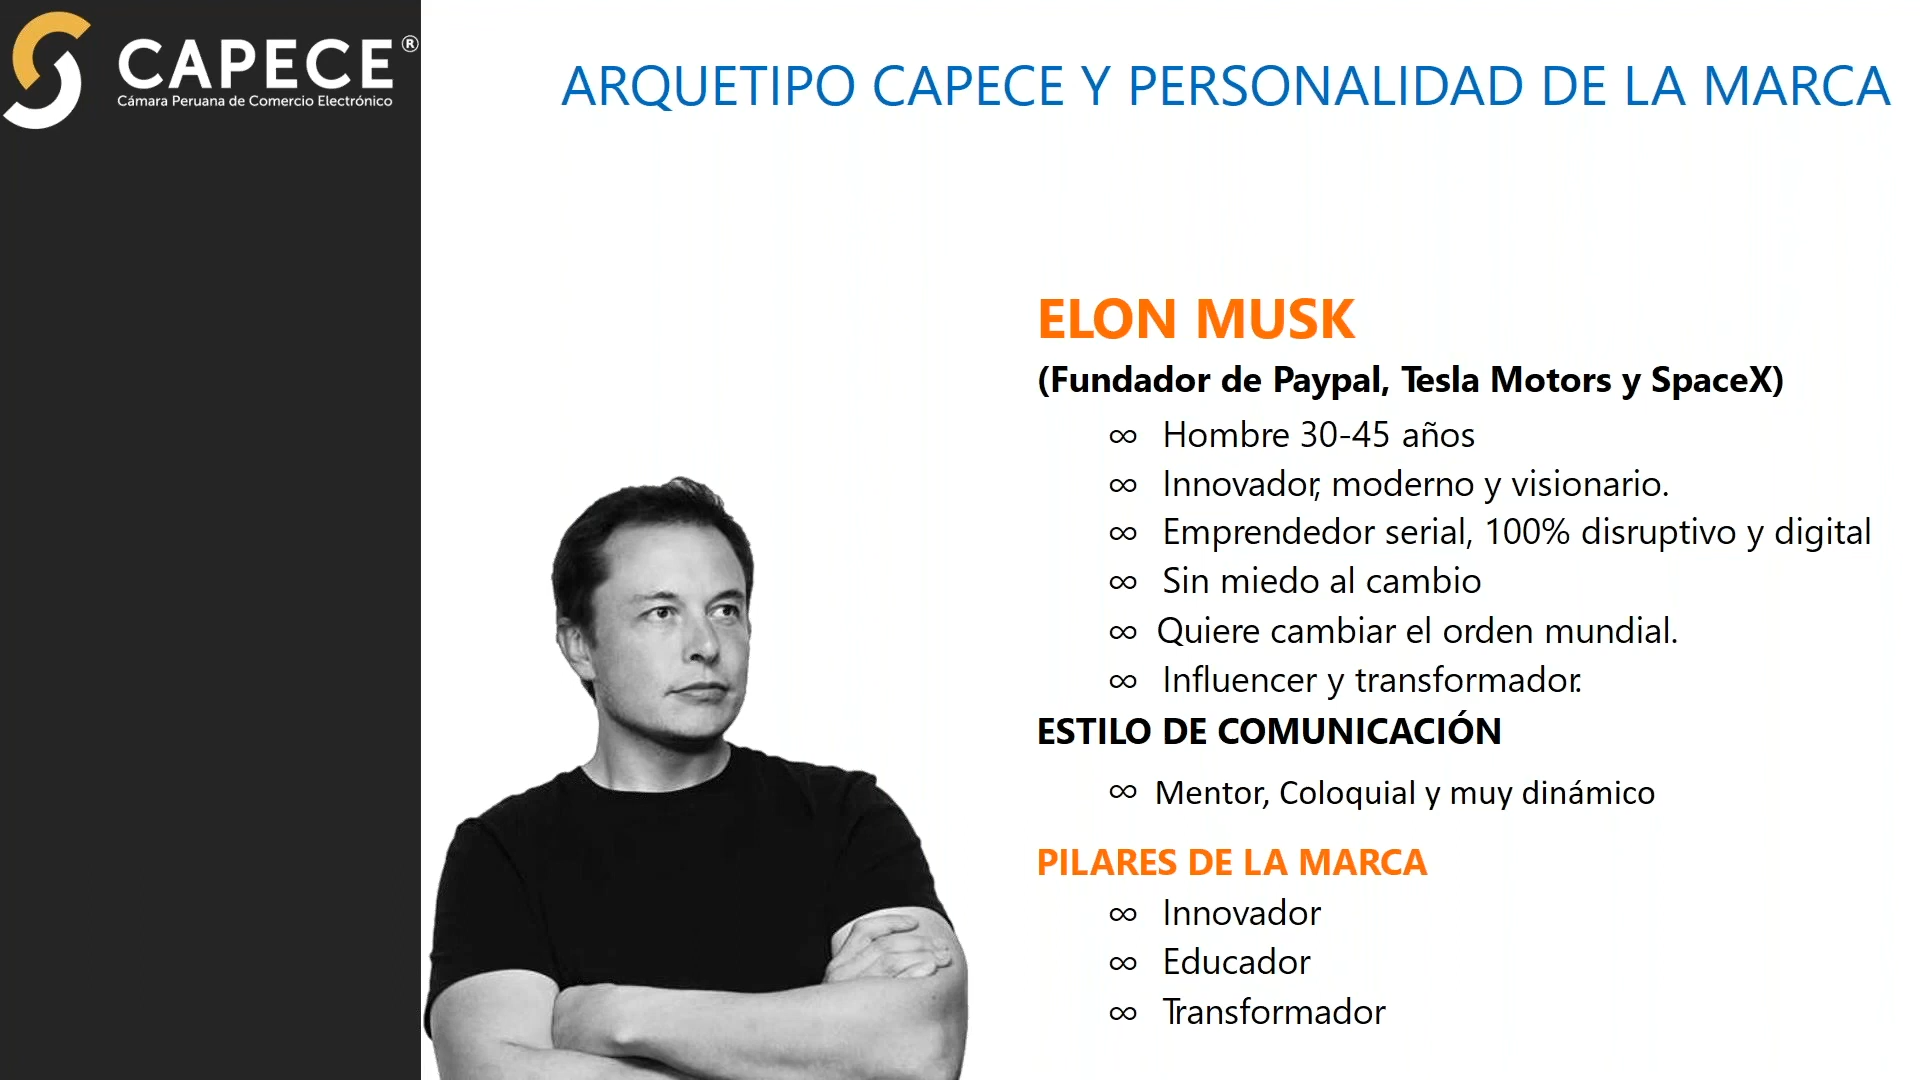 CAPECE®
Cámara Peruana de Comercio Electrónico
ARQUETIPO CAPECE Y PERSONALIDAD DE LA MARCA
ELON MUSK
(Fundador de Paypal, Tesla Motors y SpaceX)
∞ Hombre 30-45 años
∞ Innovador, moderno y visionario.
∞ Emprendedor serial, 100% disruptivo y digital
∞ Sin miedo al cambio
∞ Quiere cambiar el orden mundial.
∞ Influencer y transformador.
ESTILO DE COMUNICACIÓN
∞ Mentor, Coloquial y muy dinámico
PILARES DE LA MARCA
∞ Innovador
∞ Educador
∞ Transformador